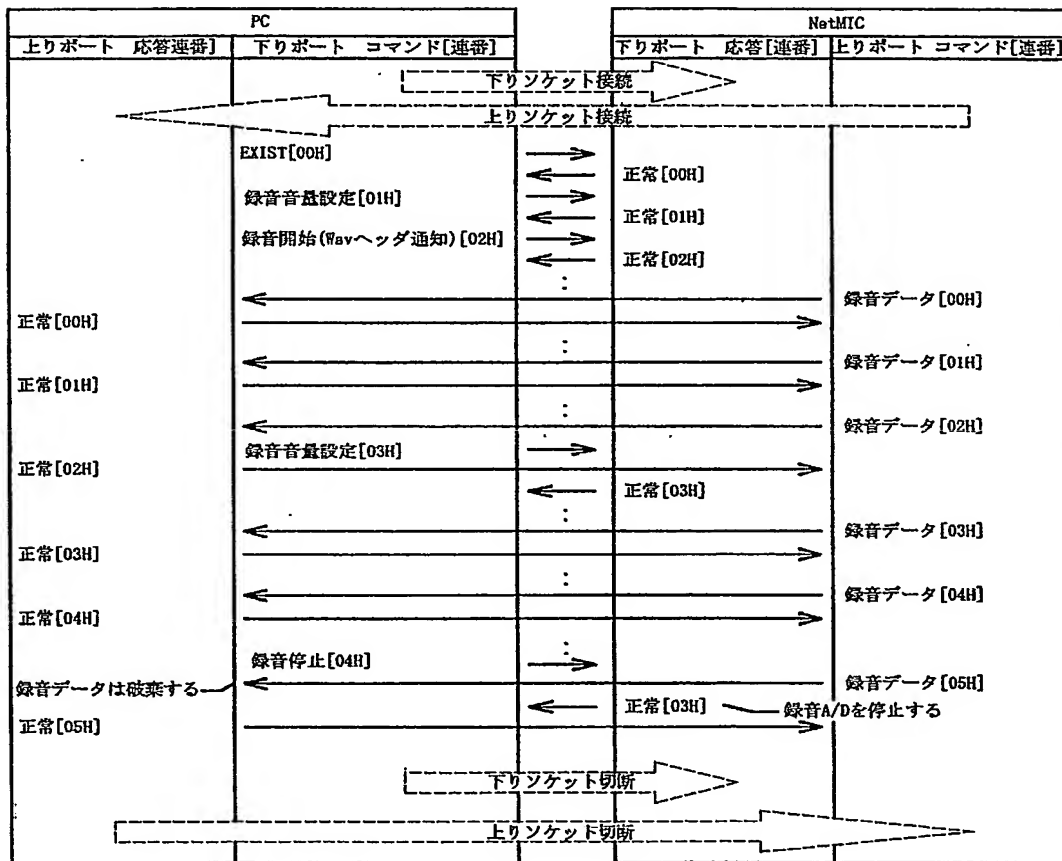 PC
NetMIC
上りポート 応答連番]
下りポート コマンド[連番]
下りポート 応答[連番]
上りポート コマンド[連番]
下りソケット接続
上りソケット接続
EXIST[00H]
正常[00H]
録音音量設定[01H]
正常[01H]
録音開始(Wavヘッダ通知)[02H]
正常[02H]
録音データ[00H]
正常[00H]
録音データ[01H]
正常[01H]
録音データ[02H]
録音音量設定[03H]
正常[02H]
正常[03H]
録音データ[03H]
正常[03H]
録音データ[04H]
正常[04H]
録音停止[04H]
録音データは破棄する
録音データ[05H]
正常[03H]
録音A/Dを停止する
正常[05H]
下りソケット切断
上りソケット切断